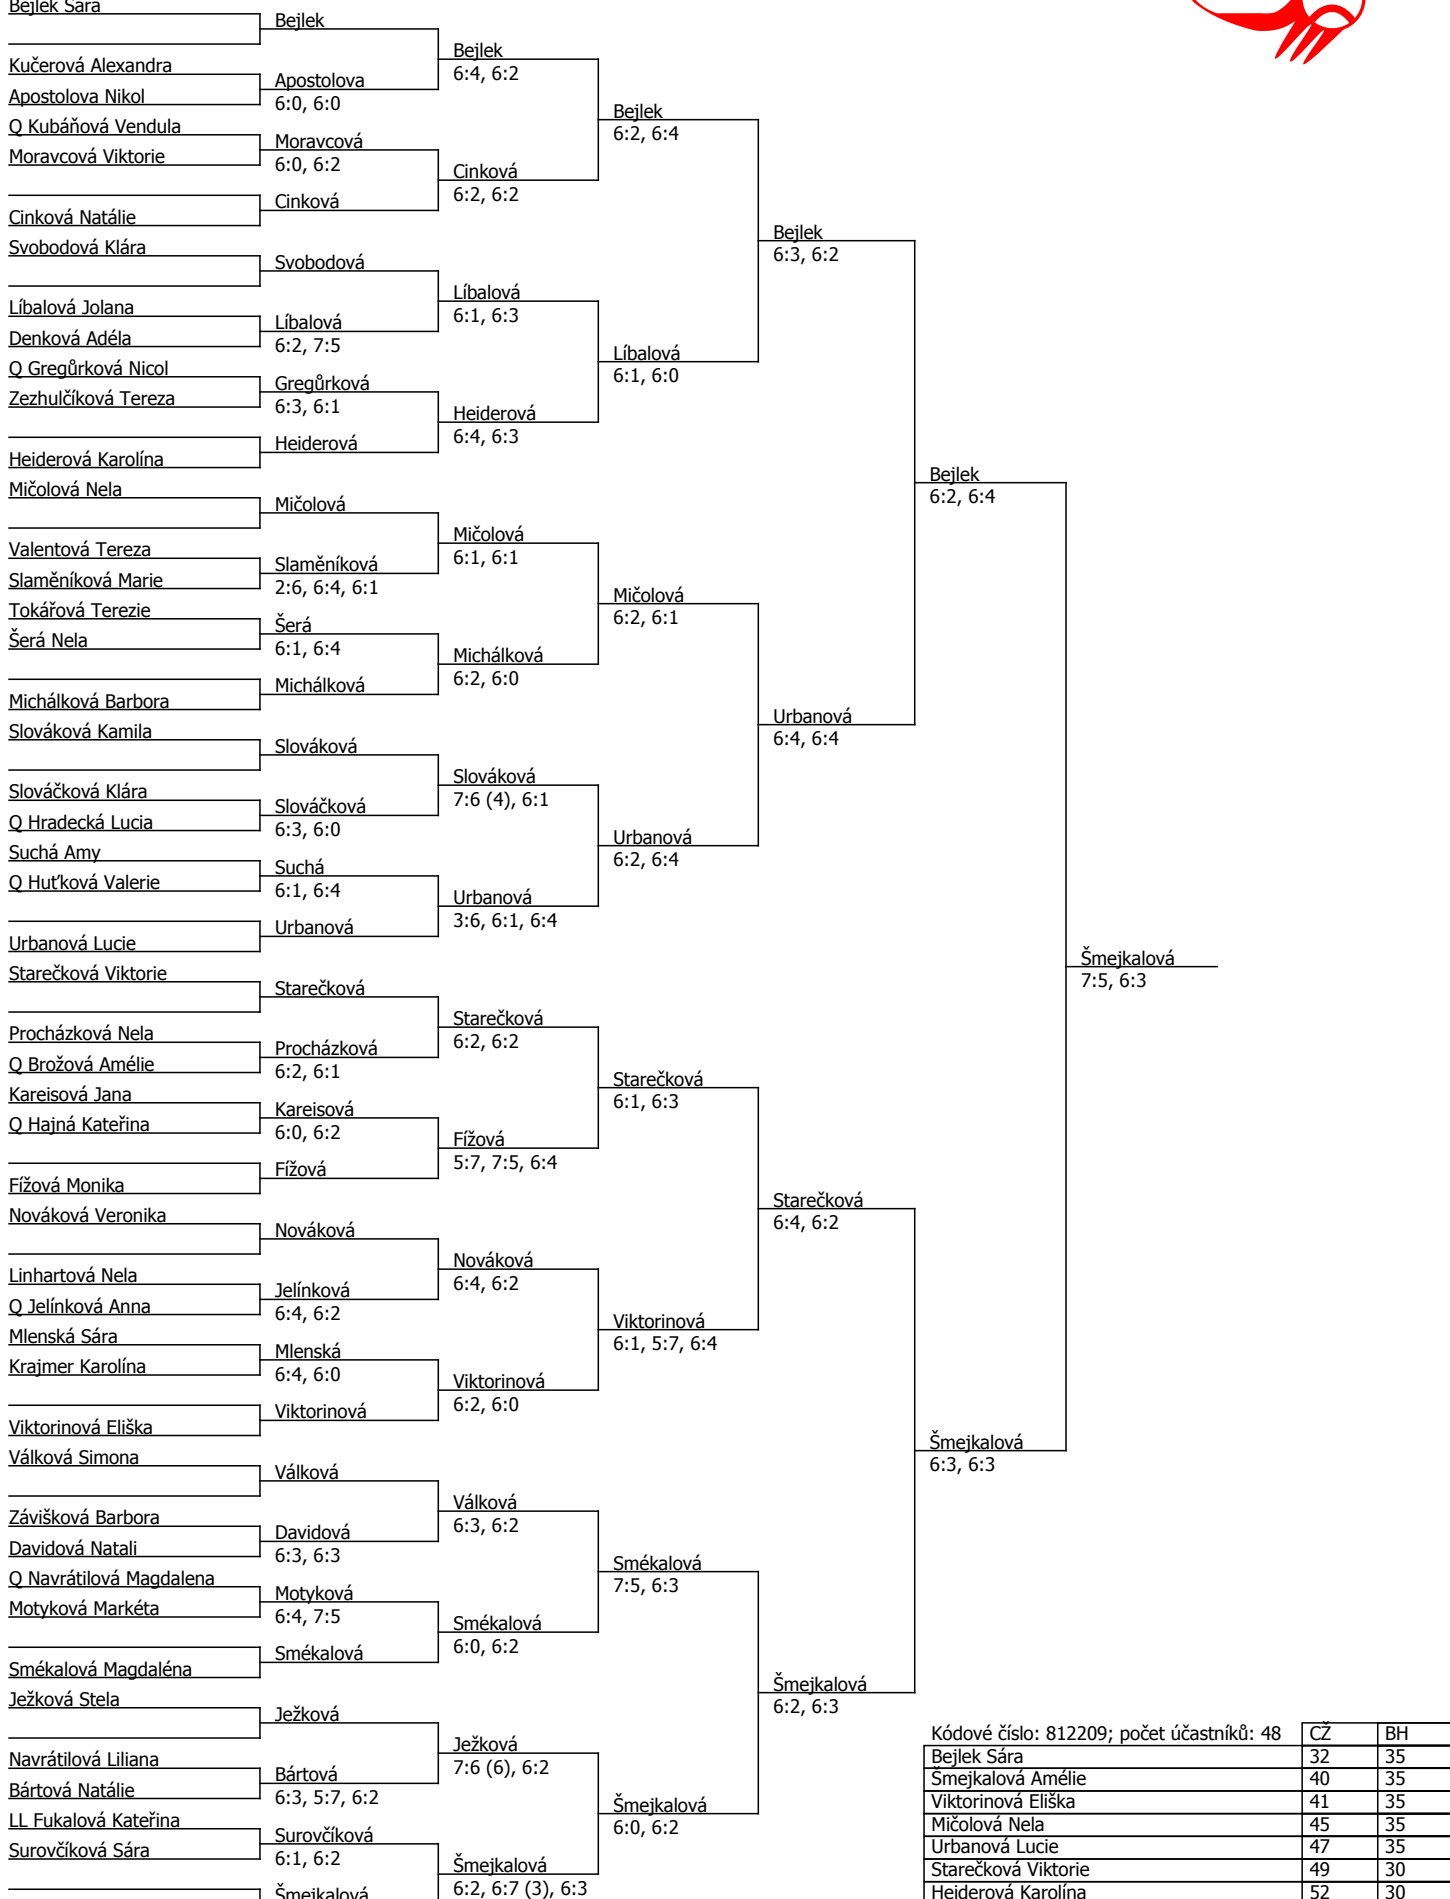 Bejlek Sára
Kučerová Alexandra
Apostolova Nikol
Q Kubáňová Vendula
Moravcová Viktorie
Cinková Natálie
Svobodová Klára
Líbalová Jolana
Denková Adéla
Q Gregůrková Nicol
Zezhulčíková Tereza
Heiderová Karolína
Mičolová Nela
Valentová Tereza
Slaměníková Marie
Tokářová Terezie
Šerá Nela
Michálková Barbora
Slováková Kamila
Slováčková Klára
Q Hradecká Lucia
Suchá Amy
Q Huťková Valerie
Urbanová Lucie
Starečková Viktorie
Procházková Nela
Q Brožová Amélie
Kareisová Jana
Q Hajná Kateřina
Fížová Monika
Nováková Veronika
Linhartová Nela
Q Jelínková Anna
Mlenská Sára
Krajmer Karolína
Viktorinová Eliška
Válková Simona
Závišková Barbora
Davidová Natali
Q Navrátilová Magdalena
Motyková Markéta
Smékalová Magdaléna
Ježková Stela
Navrátilová Liliana
Bártová Natálie
LL Fukalová Kateřina
Surovčíková Sára
Bejlek
Apostolova
6:0, 6:0
Moravcová
6:0, 6:2
Cinková
Svobodová
Líbalová
6:2, 7:5
Gregůrková
6:3, 6:1
Heiderová
Mičolová
Slaměníková
2:6, 6:4, 6:1
Šerá
6:1, 6:4
Michálková
Slováková
Slováčková
6:3, 6:0
Suchá
6:1, 6:4
Urbanová
Starečková
Procházková
6:2, 6:1
Kareisová
6:0, 6:2
Fížová
Nováková
Jelínková
6:4, 6:2
Mlenská
6:4, 6:0
Viktorinová
Válková
Davidová
6:3, 6:3
Motyková
6:4, 7:5
Smékalová
Ježková
Bártová
6:3, 5:7, 6:2
Surovčíková
6:1, 6:2
Šmejkalová
Bejlek
6:4, 6:2
Cinková
6:2, 6:2
Líbalová
6:1, 6:3
Heiderová
6:4, 6:3
Mičolová
6:1, 6:1
Michálková
6:2, 6:0
Slováková
7:6 (4), 6:1
Urbanová
3:6, 6:1, 6:4
Starečková
6:2, 6:2
Fížová
5:7, 7:5, 6:4
Nováková
6:4, 6:2
Viktorinová
6:2, 6:0
Válková
6:3, 6:2
Smékalová
6:0, 6:2
Ježková
7:6 (6), 6:2
Šmejkalová
6:2, 6:7 (3), 6:3
Bejlek
6:2, 6:4
Líbalová
6:1, 6:0
Mičolová
6:2, 6:1
Urbanová
6:2, 6:4
Starečková
6:1, 6:3
Viktorinová
6:1, 5:7, 6:4
Smékalová
7:5, 6:3
Šmejkalová
6:0, 6:2
Bejlek
6:3, 6:2
Urbanová
6:4, 6:4
Starečková
6:4, 6:2
Šmejkalová
6:2, 6:3
Bejlek
6:2, 6:4
Šmejkalová
6:3, 6:3
Šmejkalová
7:5, 6:3
Kódové číslo: 812209; počet účastníků: 48 CŽ BH
Bejlek Sára 32 35
Šmejkalová Amélie 40 35
Viktorinová Eliška 41 35
Mičolová Nela 45 35
Urbanová Lucie 47 35
Starečková Viktorie 49 30
Heiderová Karolína 52 30